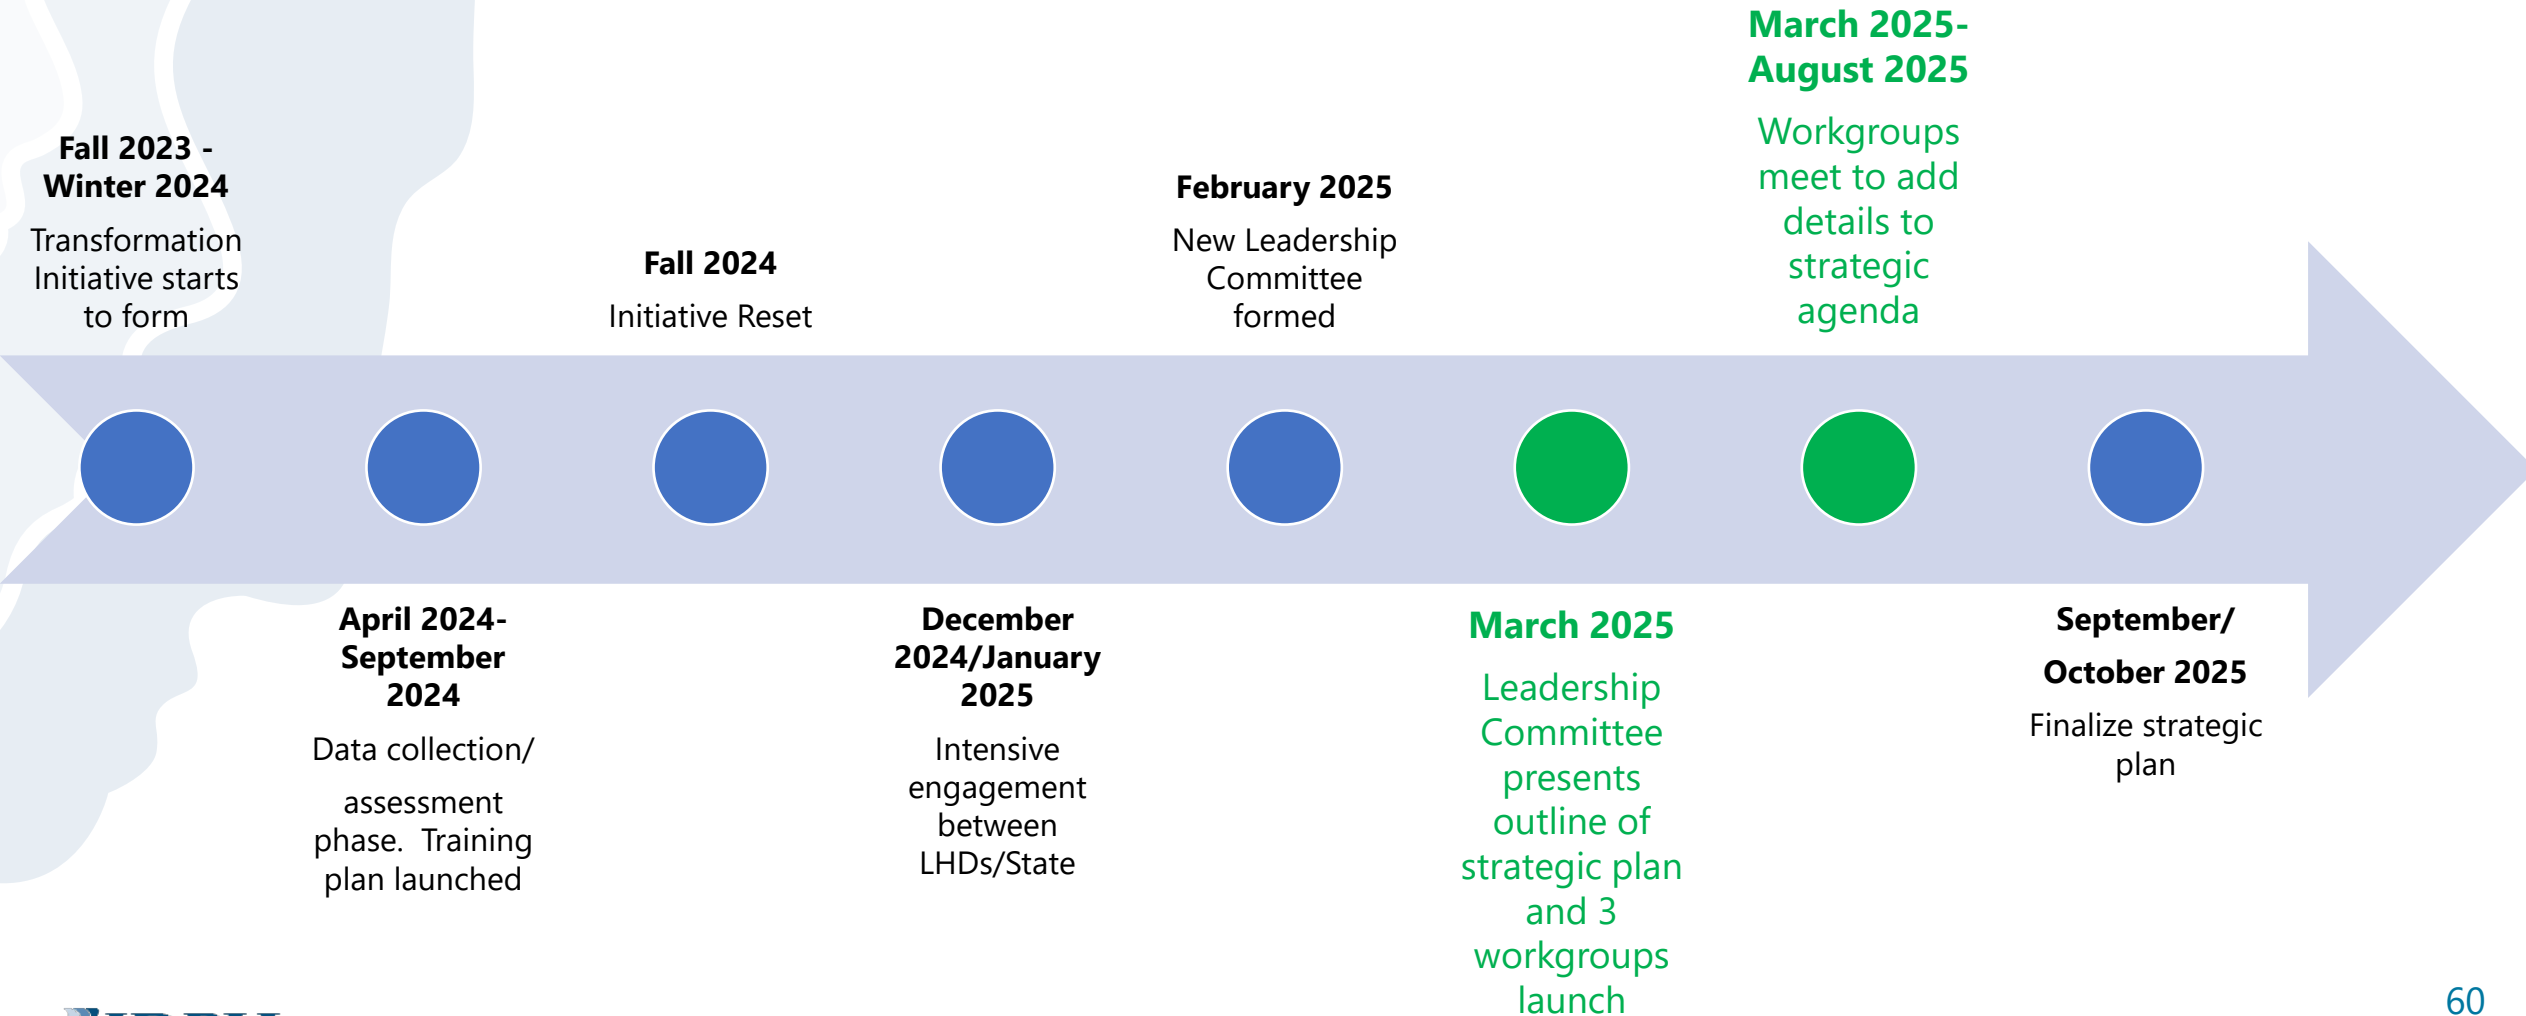 Fall 2023 -
Winter 2024
Transformation
Initiative starts
to form
April 2024-
September
2024
Data collection/
assessment
phase.  Training
plan launched
Fall 2024
Initiative Reset
December
2024/January
2025
Intensive
engagement
between
LHDs/State
February 2025
New Leadership
Committee
formed
March 2025
Leadership
Committee
presents
outline of
strategic plan
and 3
workgroups
launch
March 2025-
August 2025
Workgroups
meet to add
details to
strategic
agenda
September/
October 2025
Finalize strategic
plan
60